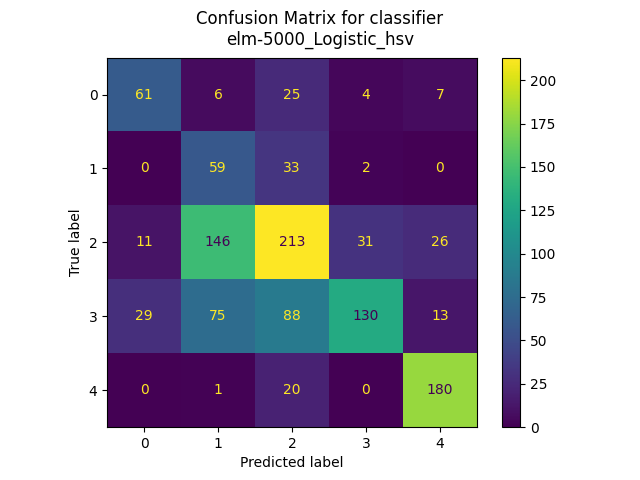 Confusion Matrix for classifier
elm-5000_Logistic_hsv
True label
0 61 6 25 4 7
1 0 59 33 2 0
2 11 146 213 31 26
3 29 75 88 130 13
4 0 1 20 0 180
0 1 2 3 4
Predicted label
200
175
150
125
100
75
50
25
0